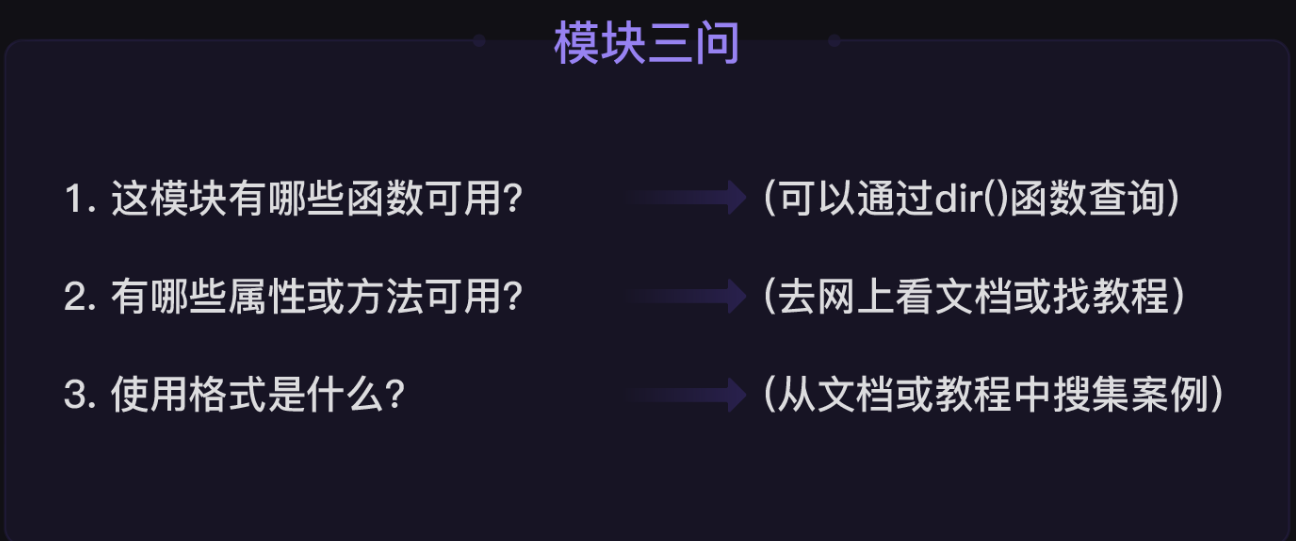 模块三问
1. 这模块有哪些函数可用? (可以通过dir()函数查询)
2. 有哪些属性或方法可用? (去网上看文档或找教程)
3. 使用格式是什么? (从文档或教程中搜集案例)